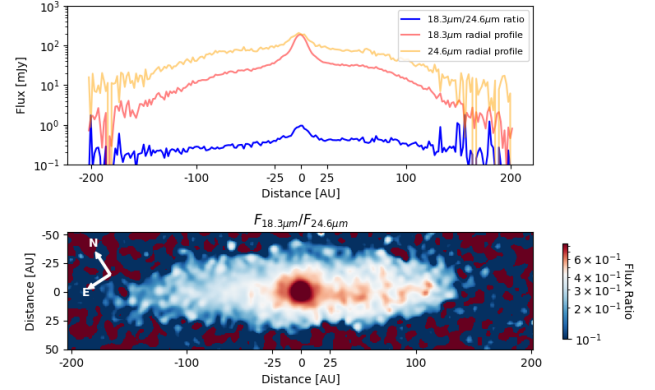 10³
10²
10¹
10⁰
10⁻¹
Flux [mJy]
18.3μm/24.6μm ratio
18.3μm radial profile
24.6μm radial profile
-200 -100 -25 0 25 100 200
Distance [AU]
F18.3μm/F24.6μm
-50
-25
0
25
50
Distance [AU]
N
E
-200 -100 -25 0 25 100 200
Distance [AU]
6 × 10⁻¹
4 × 10⁻¹
3 × 10⁻¹
2 × 10⁻¹
10⁻¹
Flux Ratio